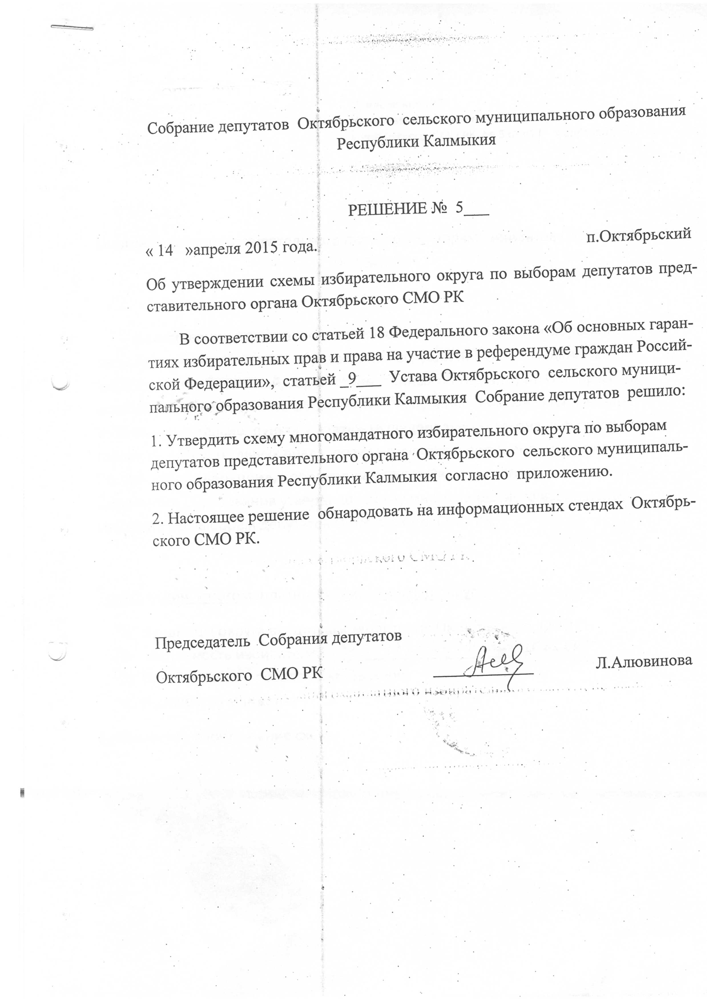 Собрание депутатов Октябрьского сельского муниципального образования
Республики Калмыкия
РЕШЕНИЕ № 5___
« 14 »апреля 2015 года.
п.Октябрьский
Об утверждении схемы избирательного округа по выборам депутатов пред-
ставительного органа Октябрьского СМО РК
В соответствии со статьей 18 Федерального закона «Об основных гаран-
тиях избирательных прав и права на участие в референдуме граждан Россий-
ской Федерации», статьей _9___ Устава Октябрьского сельского муници-
пального образования Республики Калмыкия Собрание депутатов решило:
1. Утвердить схему многомандатного избирательного округа по выборам
депутатов представительного органа Октябрьского сельского муниципаль-
ного образования Республики Калмыкия согласно приложению.
2. Настоящее решение обнародовать на информационных стендах Октябрь-
ского СМО РК.
Председатель Собрания депутатов
Октябрьского СМО РК
Л.Алювинова